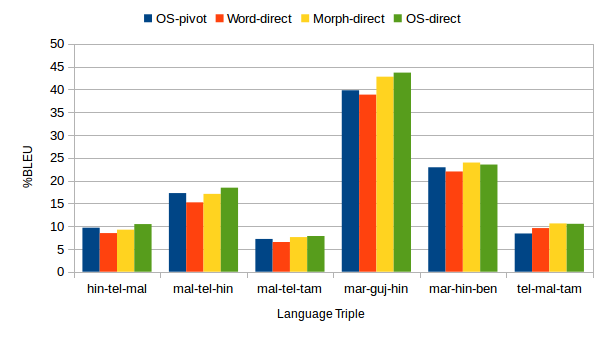 OS-pivot Word-direct Morph-direct OS-direct
50
45
40
35
30
25
20
15
10
5
0
%BLEU
hin-tel-mal mal-tel-hin mal-tel-tam mar-guj-hin mar-hin-ben tel-mal-tam
Language Triple